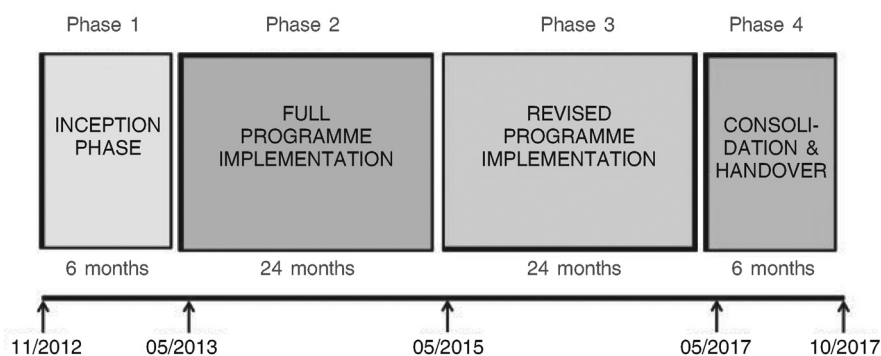 Phase 1 Phase 2 Phase 3 Phase 4
INCEPTION
PHASE
FULL
PROGRAMME
IMPLEMENTATION
REVISED
PROGRAMME
IMPLEMENTATION
CONSOLI-
DATION &
HANDOVER
6 months 24 months 24 months 6 months
11/2012 05/2013 05/2015 05/2017 10/2017